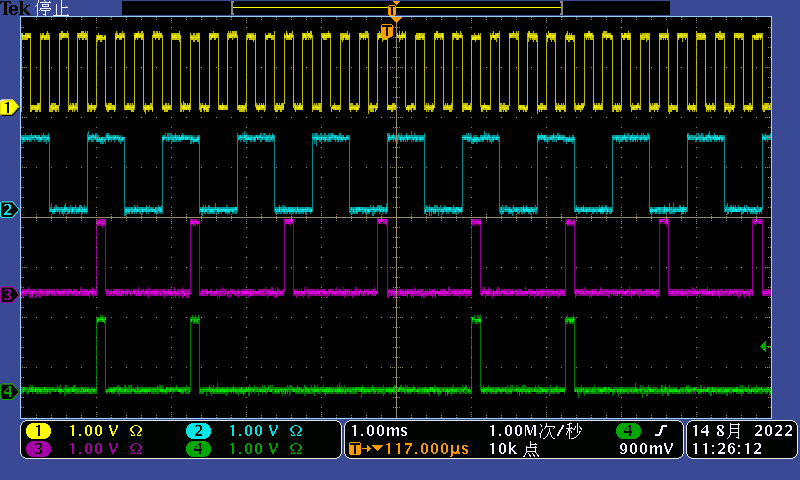 Tek 停止
T
T
1
2
3
4
1 1.00 V Ω 2 1.00 V Ω
3 1.00 V Ω 4 1.00 V Ω
1.00ms 1.00M次/秒 4
T→▼117.000μs 10k 点 900mV
14 8月 2022
11:26:12